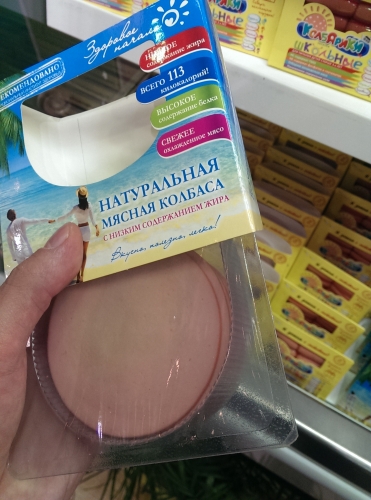 Здоровое
начало
РЕКОМЕНДОВАНО
НИЗКОЕ
содержание жира
ВСЕГО 113
килокалорий!
ВЫСОКОЕ
содержание белка
СВЕЖЕЕ
охлажденное мясо
НАТУРАЛЬНАЯ
МЯСНАЯ КОЛБАСА
С НИЗКИМ СОДЕРЖАНИЕМ ЖИРА
Вкусно, полезно, легко!
КОЛБАСКИ
ШКОЛЬНЫЕ